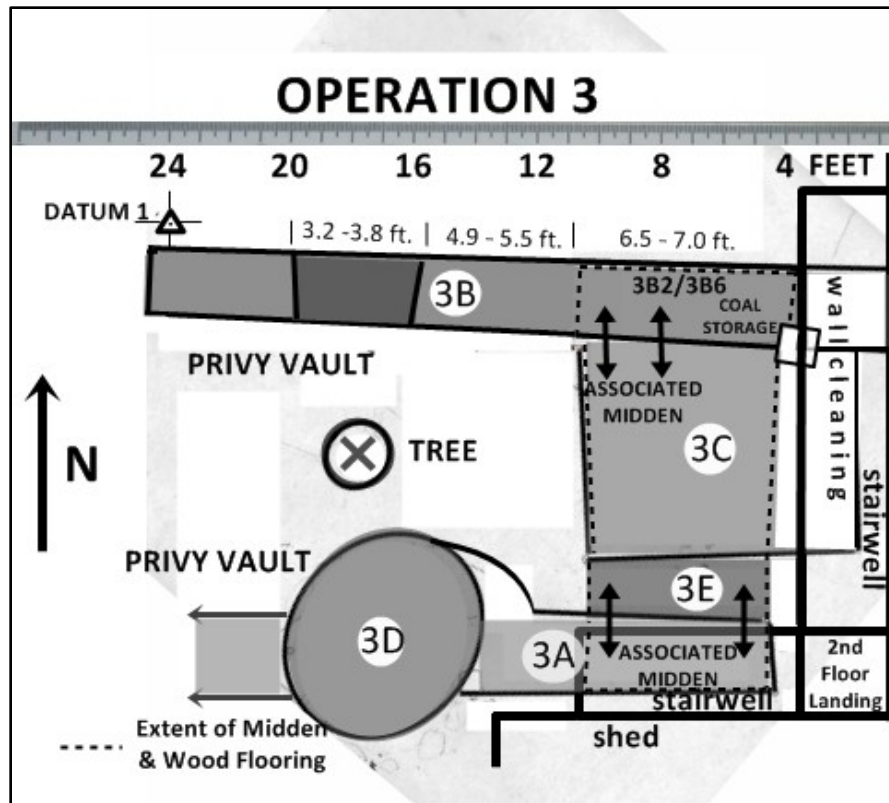 OPERATION 3
24 20 16 12 8 4 FEET
DATUM 1
3.2 -3.8 ft. 4.9 - 5.5 ft. 6.5 - 7.0 ft.
3B
3B2/3B6
COAL
STORAGE
wall cleaning
PRIVY VAULT
ASSOCIATED
MIDDEN
N
TREE
3C
stairwell
PRIVY VAULT
3E
3D
3A
ASSOCIATED
MIDDEN
2nd
Floor
Landing
stairwell
shed
Extent of Midden
& Wood Flooring